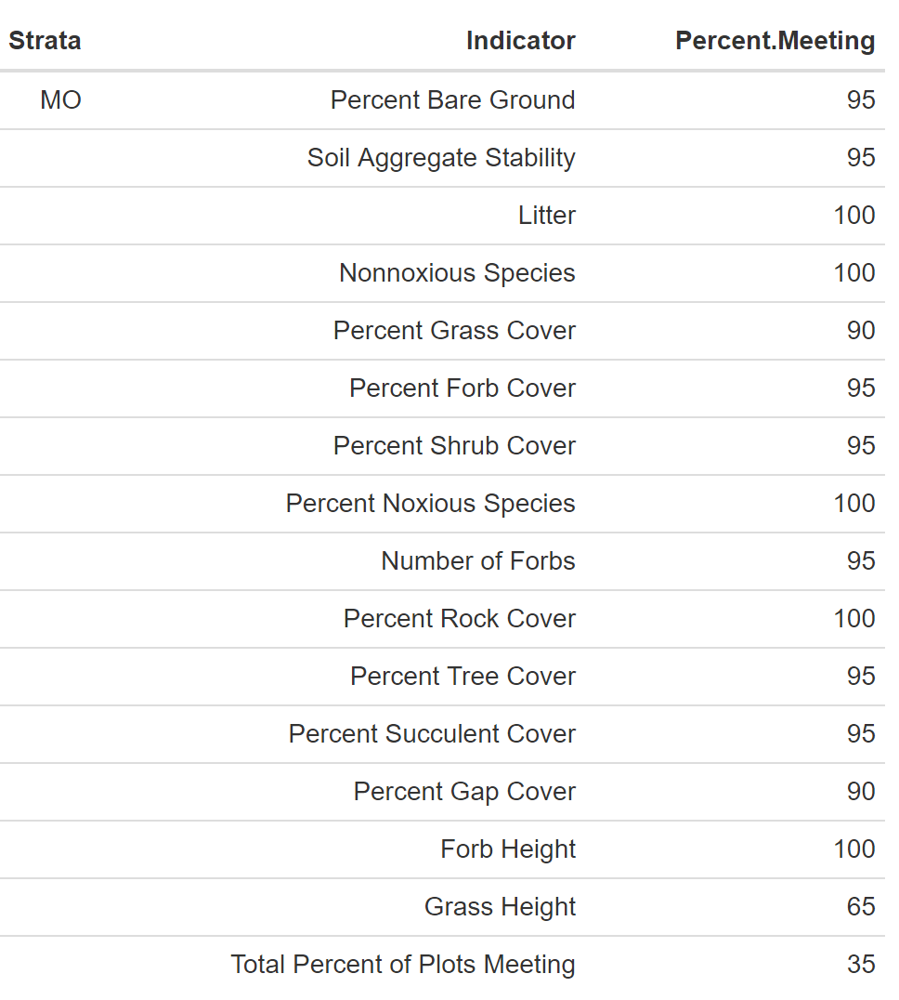 Strata Indicator Percent.Meeting
MO Percent Bare Ground 95
Soil Aggregate Stability 95
Litter 100
Nonnoxious Species 100
Percent Grass Cover 90
Percent Forb Cover 95
Percent Shrub Cover 95
Percent Noxious Species 100
Number of Forbs 95
Percent Rock Cover 100
Percent Tree Cover 95
Percent Succulent Cover 95
Percent Gap Cover 90
Forb Height 100
Grass Height 65
Total Percent of Plots Meeting 35